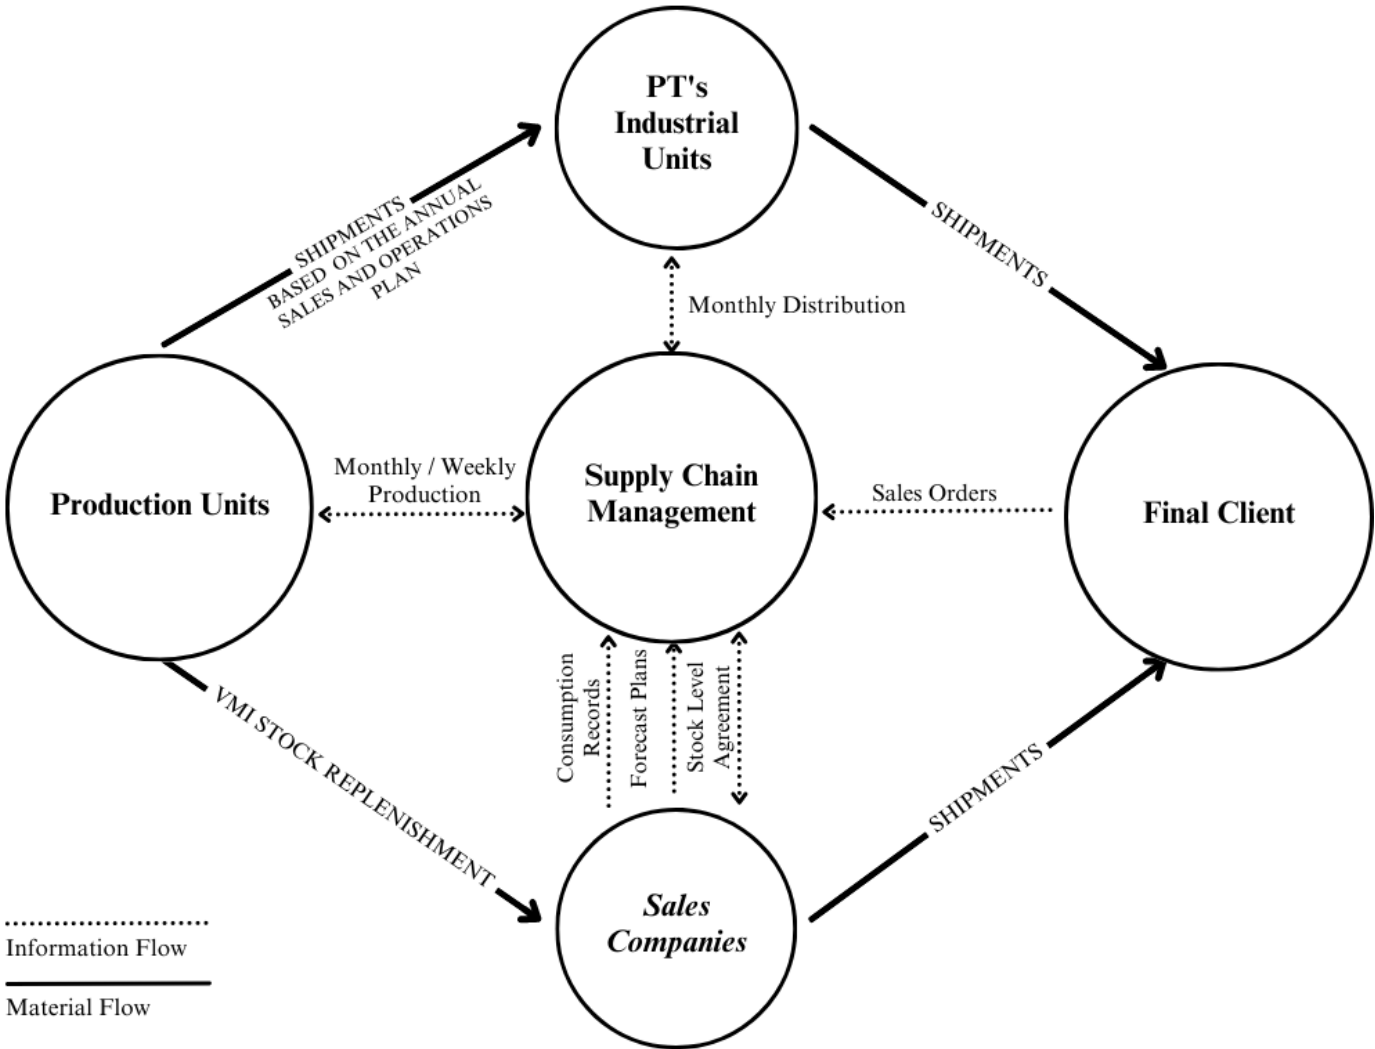 PT's
Industrial
Units
SHIPMENTS
BASED ON THE ANNUAL
SALES AND OPERATIONS
PLAN
SHIPMENTS
Monthly Distribution
Production Units
Monthly / Weekly
Production
Supply Chain
Management
Sales Orders
Final Client
VMI STOCK REPLENISHMENT
Consumption
Records
Forecast Plans
Stock Level
Agreement
SHIPMENTS
Sales
Companies
Information Flow
Material Flow